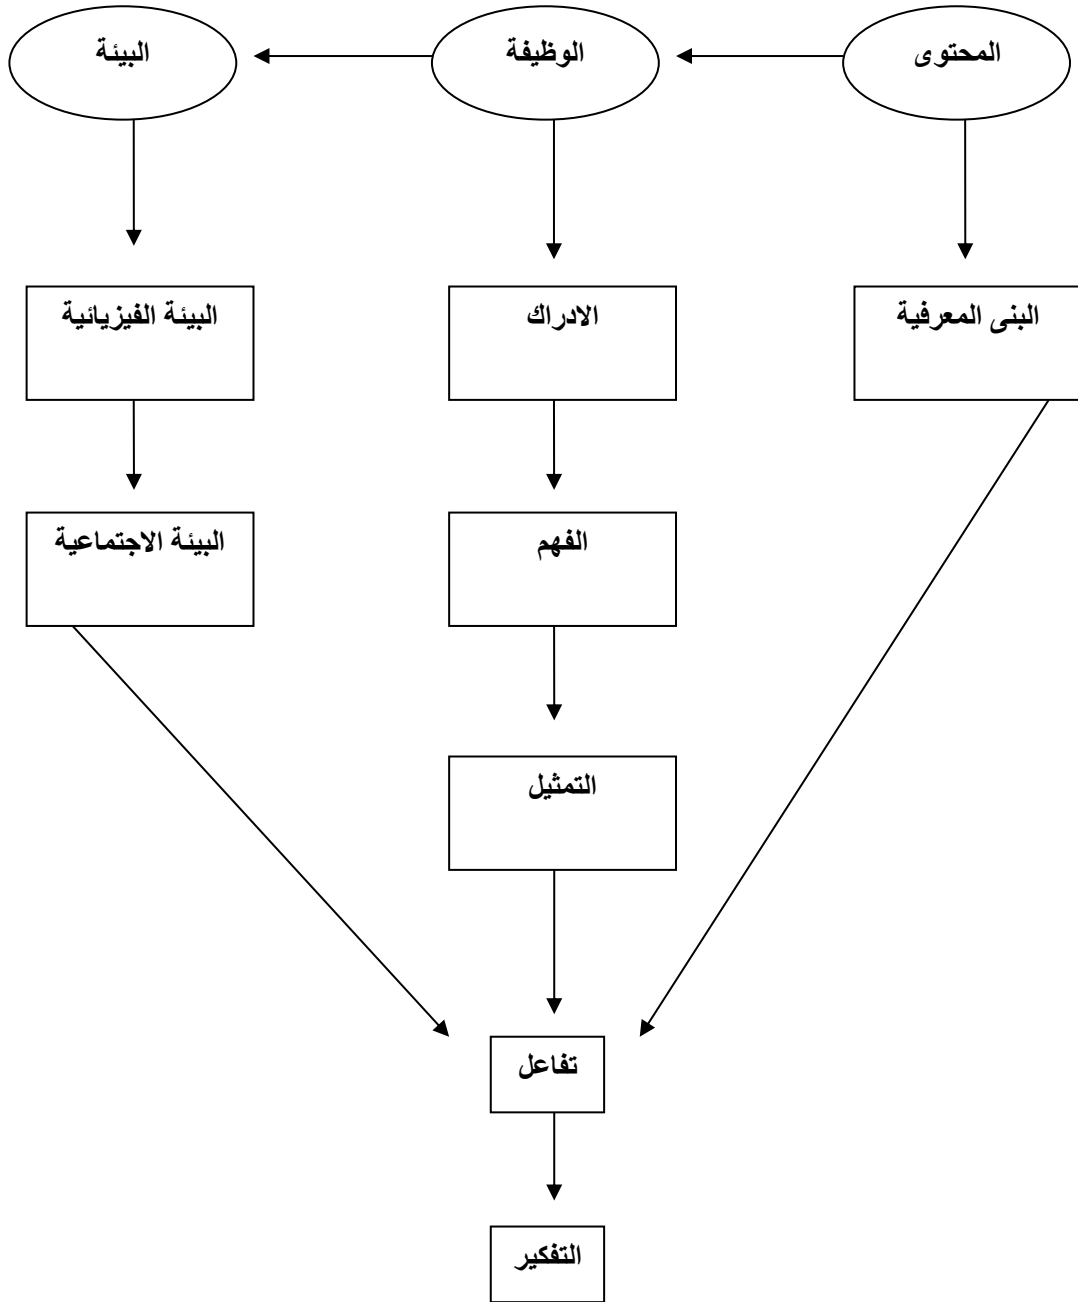 المحتوى
الوظيفة
البيئة
البنى المعرفية
الادراك
البيئة الفيزيائية
الفهم
البيئة الاجتماعية
التمثيل
تفاعل
التفكير